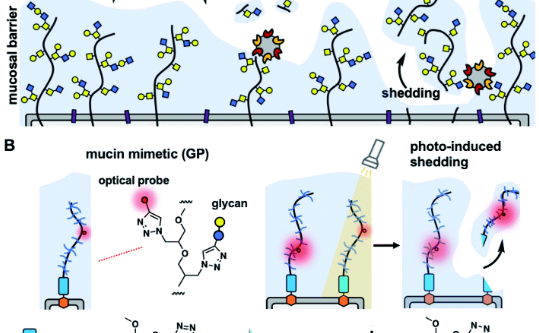 mucosal barrier
shedding
B
mucin mimetic (GP)
photo-induced
shedding
optical probe
glycan
O
N
N=N
O
N
N=N
O
N=N
O
N-N